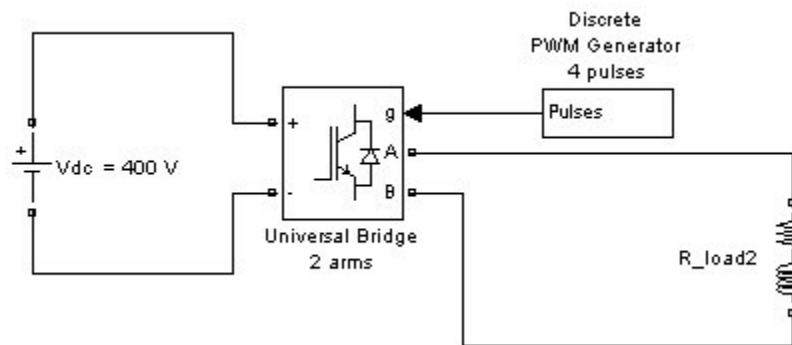 Discrete
PWM Generator
4 pulses
Pulses
g
+
A
+
Vdc = 400 V
-
B
Universal Bridge
2 arms
R_load2